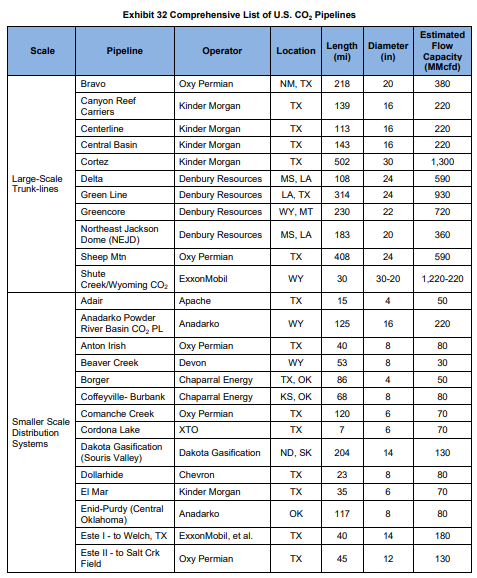 Exhibit 32 Comprehensive List of U.S. CO2 Pipelines
Scale Pipeline Operator Location Length (mi) Diameter (in) Estimated Flow Capacity (MMcfd)
Large-Scale Trunk-lines
Bravo Oxy Permian NM, TX 218 20 380
Canyon Reef Carriers Kinder Morgan TX 139 16 220
Centerline Kinder Morgan TX 113 16 220
Central Basin Kinder Morgan TX 143 16 220
Cortez Kinder Morgan TX 502 30 1,300
Delta Denbury Resources MS, LA 108 24 590
Green Line Denbury Resources LA, TX 314 24 930
Greencore Denbury Resources WY, MT 230 22 720
Northeast Jackson Dome (NEJD) Denbury Resources MS, LA 183 20 360
Sheep Mtn Oxy Permian TX 408 24 590
Shute Creek/Wyoming CO2 ExxonMobil WY 30 30-20 1,220-220
Smaller Scale Distribution Systems
Adair Apache TX 15 4 50
Anadarko Powder River Basin CO2 PL Anadarko WY 125 16 220
Anton Irish Oxy Permian TX 40 8 80
Beaver Creek Devon WY 53 8 30
Borger Chaparral Energy TX, OK 86 4 50
Coffeyville- Burbank Chaparral Energy KS, OK 68 8 80
Comanche Creek Oxy Permian TX 120 6 70
Cordona Lake XTO TX 7 6 70
Dakota Gasification (Souris Valley) Dakota Gasification ND, SK 204 14 130
Dollarhide Chevron TX 23 8 80
El Mar Kinder Morgan TX 35 6 70
Enid-Purdy (Central Oklahoma) Anadarko OK 117 8 80
Este I - to Welch, TX ExxonMobil, et al. TX 40 14 180
Este II - to Salt Crk Field Oxy Permian TX 45 12 130